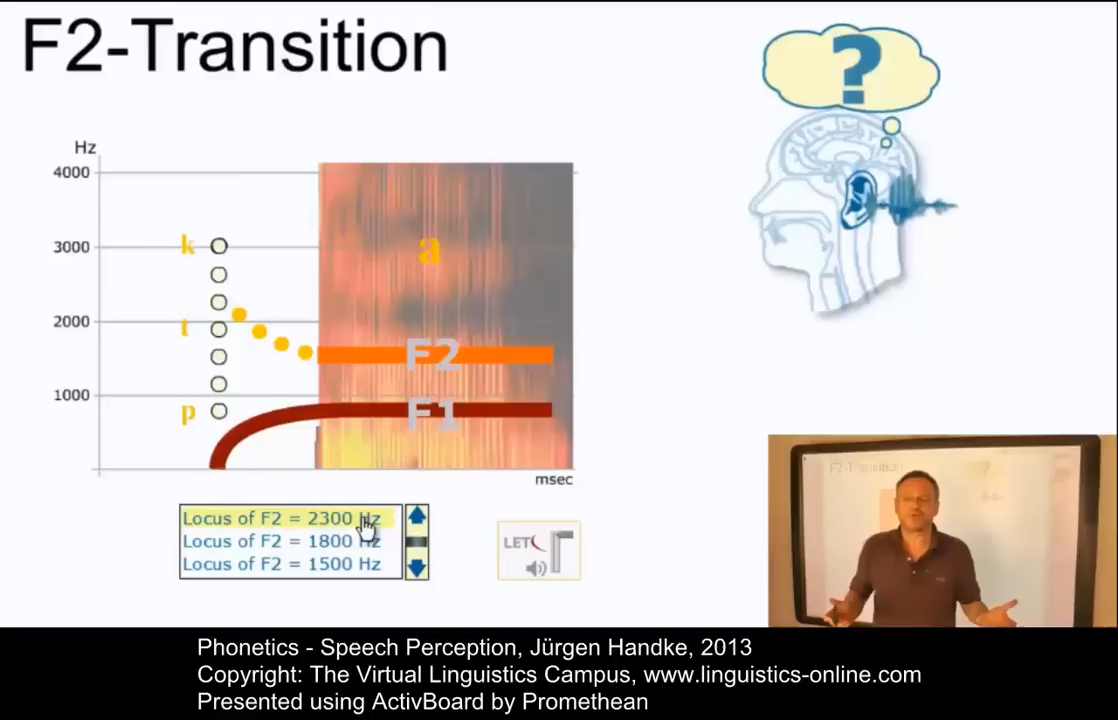 F2-Transition
?
Hz
4000
k
3000
a
t
2000
F2
1000
p
F1
msec
Locus of F2 = 2300 Hz
Locus of F2 = 1800 Hz
Locus of F2 = 1500 Hz
LET
F2-Transition
Phonetics - Speech Perception, Jürgen Handke, 2013
Copyright: The Virtual Linguistics Campus, www.linguistics-online.com
Presented using ActivBoard by Promethean